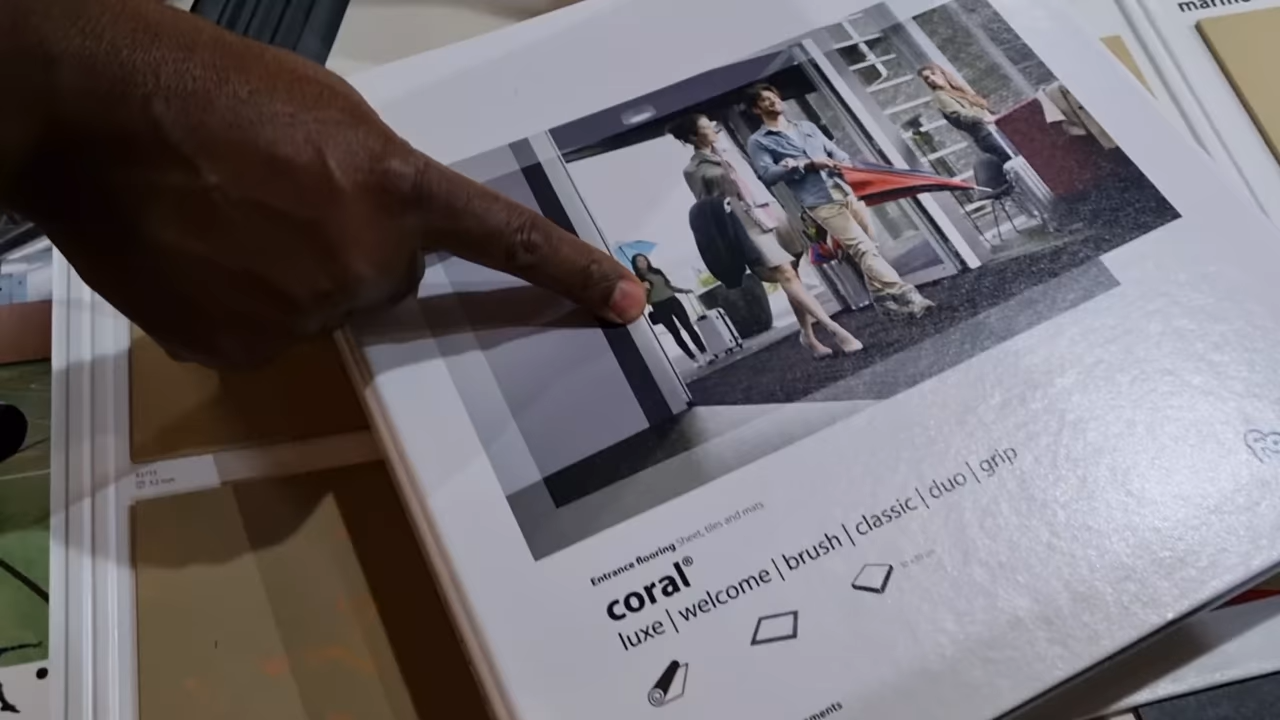 Entrance flooring Sheet, tiles and mats
coral®
luxe | welcome | brush | classic | duo | grip